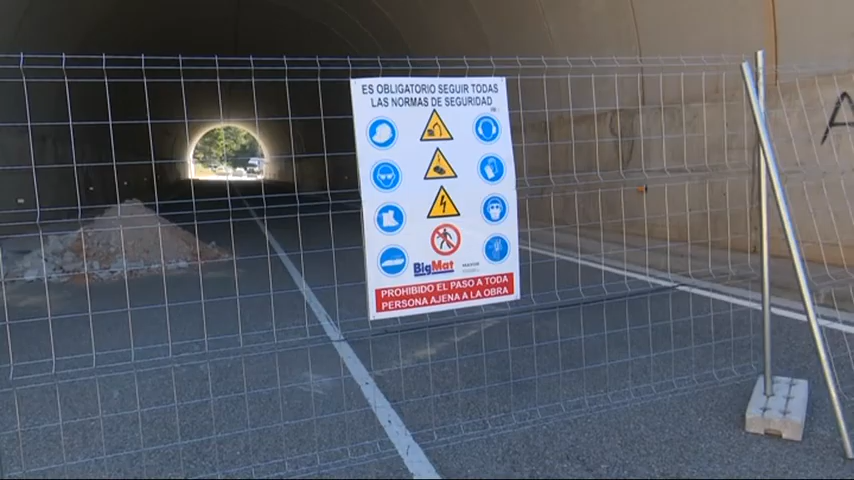 ES OBLIGATORIO SEGUIR TODAS
LAS NORMAS DE SEGURIDAD
BigMat
PROHIBIDO EL PASO A TODA
PERSONA AJENA A LA OBRA